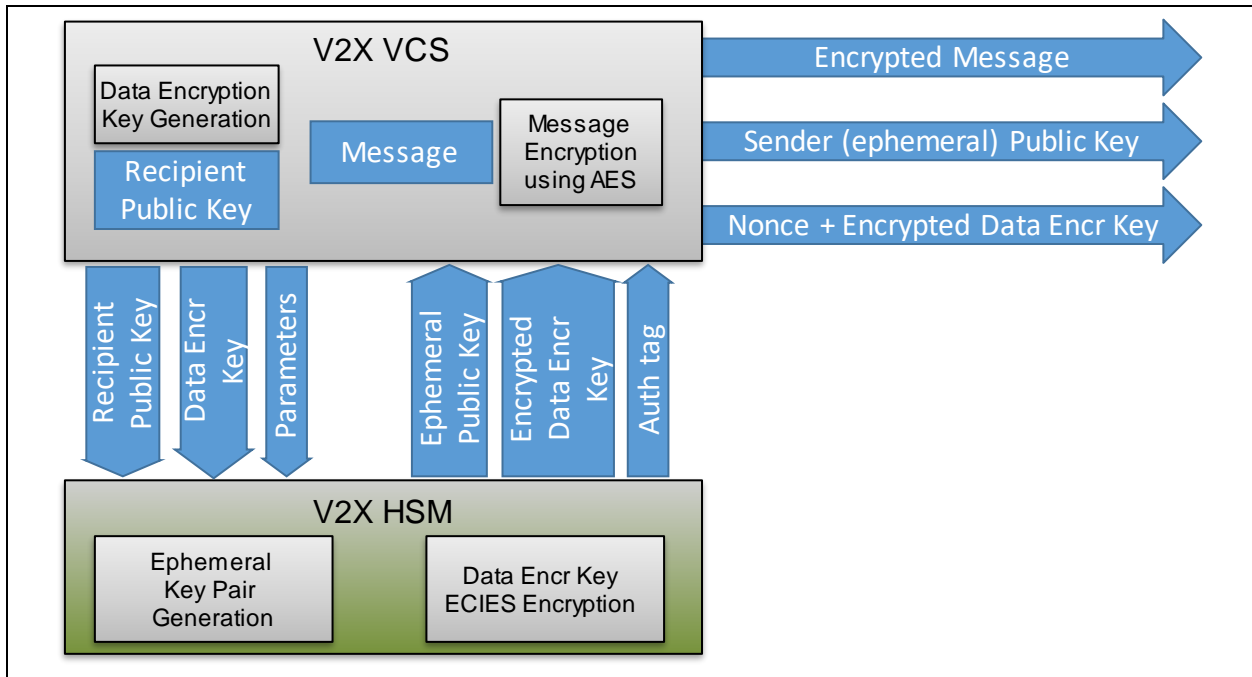 V2X VCS
Data Encryption
Key Generation
Recipient
Public Key
Message
Message
Encryption
using AES
Encrypted Message
Sender (ephemeral) Public Key
Nonce + Encrypted Data Encr Key
Recipient
Public Key
Data Encr
Key
Parameters
Ephemeral
Public Key
Encrypted
Data Encr
Key
Auth tag
V2X HSM
Ephemeral
Key Pair
Generation
Data Encr Key
ECIES Encryption